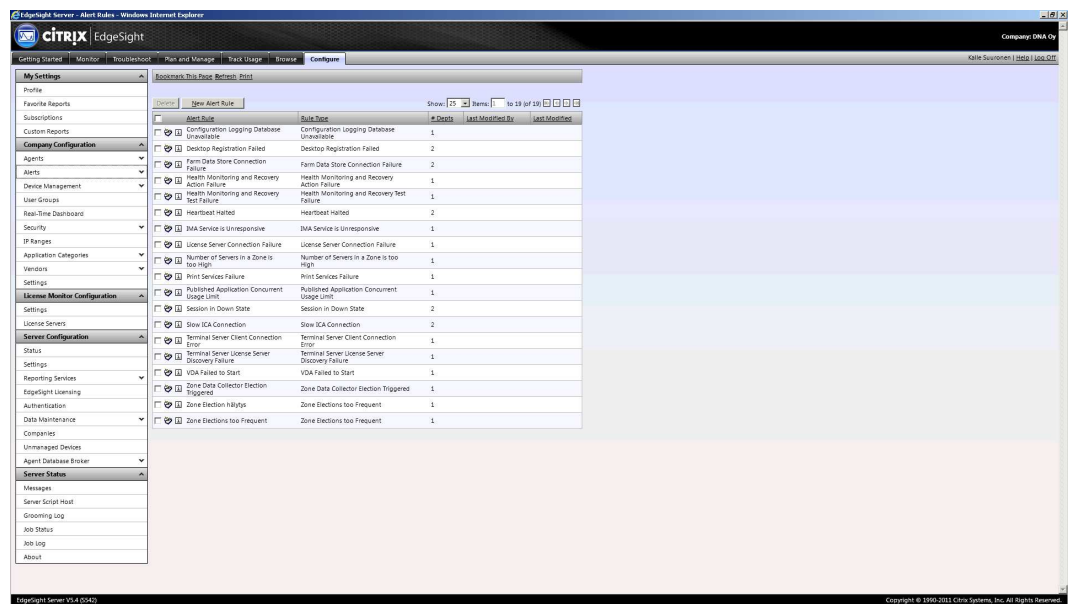 EdgeSight Server - Alert Rules - Windows Internet Explorer
CİTRIX EdgeSight
Company: DNA Oy
Getting Started Monitor Troubleshoot Plan and Manage Track Usage Browse Configure
Kalle Suuronen | Help | Log Off
My Settings
Profile
Favorite Reports
Subscriptions
Custom Reports
Company Configuration
Agents
Alerts
Device Management
User Groups
Real-Time Dashboard
Security
IP Ranges
Application Categories
Vendors
Settings
License Monitor Configuration
Settings
License Servers
Server Configuration
Status
Settings
Reporting Services
EdgeSight Licensing
Authentication
Data Maintenance
Companies
Unmanaged Devices
Agent Database Broker
Server Status
Messages
Server Script Host
Grooming Log
Job Status
Job Log
About
Bookmark This Page Refresh Print
Delete New Alert Rule Show: 25 Items: 1 to 19 (of 19)
Alert Rule Rule Type # Depts Last Modified By Last Modified
Configuration Logging Database Unavailable Configuration Logging Database Unavailable 1
Desktop Registration Failed Desktop Registration Failed 2
Farm Data Store Connection Failure Farm Data Store Connection Failure 2
Health Monitoring and Recovery Action Failure Health Monitoring and Recovery Action Failure 1
Health Monitoring and Recovery Test Failure Health Monitoring and Recovery Test Failure 1
Heartbeat Halted Heartbeat Halted 2
IMA Service is Unresponsive IMA Service is Unresponsive 1
License Server Connection Failure License Server Connection Failure 1
Number of Servers in a Zone is too High Number of Servers in a Zone is too High 1
Print Services Failure Print Services Failure 1
Published Application Concurrent Usage Limit Published Application Concurrent Usage Limit 1
Session in Down State Session in Down State 2
Slow ICA Connection Slow ICA Connection 2
Terminal Server Client Connection Error Terminal Server Client Connection Error 1
Terminal Server License Server Discovery Failure Terminal Server License Server Discovery Failure 1
VDA Failed to Start VDA Failed to Start 1
Zone Data Collector Election Triggered Zone Data Collector Election Triggered 1
Zone Election hälytys Zone Elections too Frequent 1
Zone Elections too Frequent Zone Elections too Frequent 1
EdgeSight Server V5.4 (5542)
Copyright © 1990-2011 Citrix Systems, Inc. All Rights Reserved.